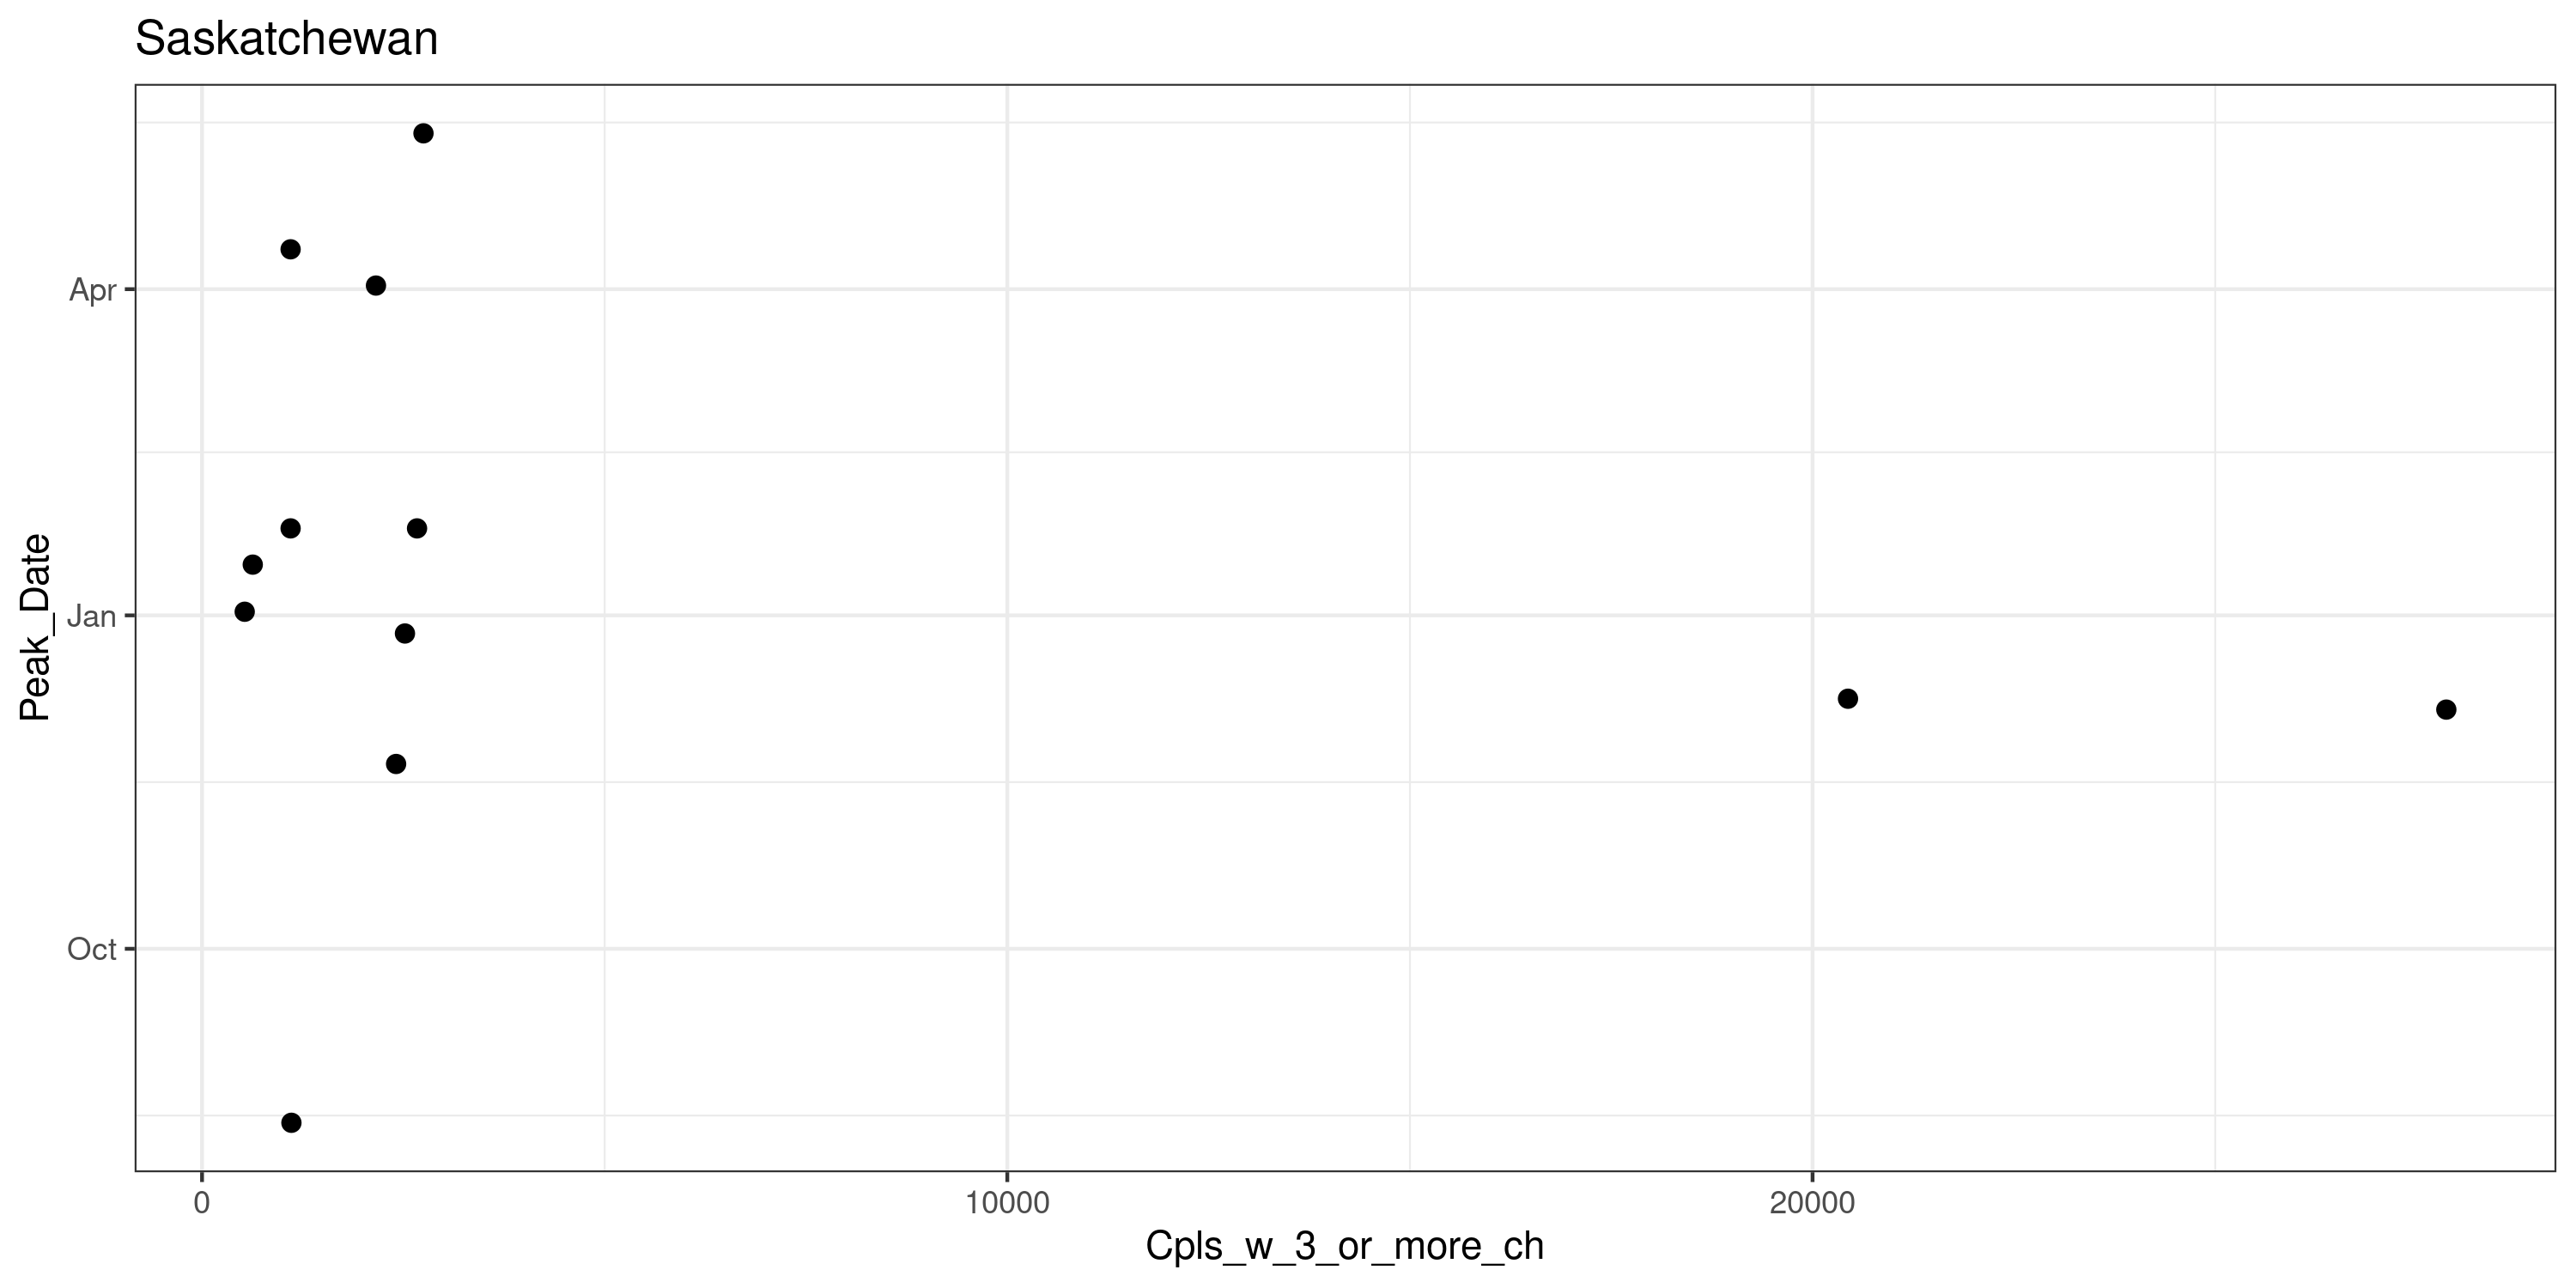 Saskatchewan
Peak_Date
Apr
Jan
Oct
0 10000 20000
Cpls_w_3_or_more_ch